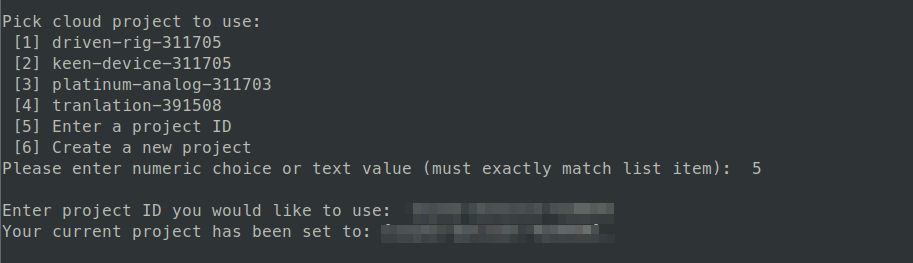 Pick cloud project to use:
[1] driven-rig-311705
[2] keen-device-311705
[3] platinum-analog-311703
[4] tranlation-391508
[5] Enter a project ID
[6] Create a new project
Please enter numeric choice or text value (must exactly match list item):  5
Enter project ID you would like to use:
Your current project has been set to: [